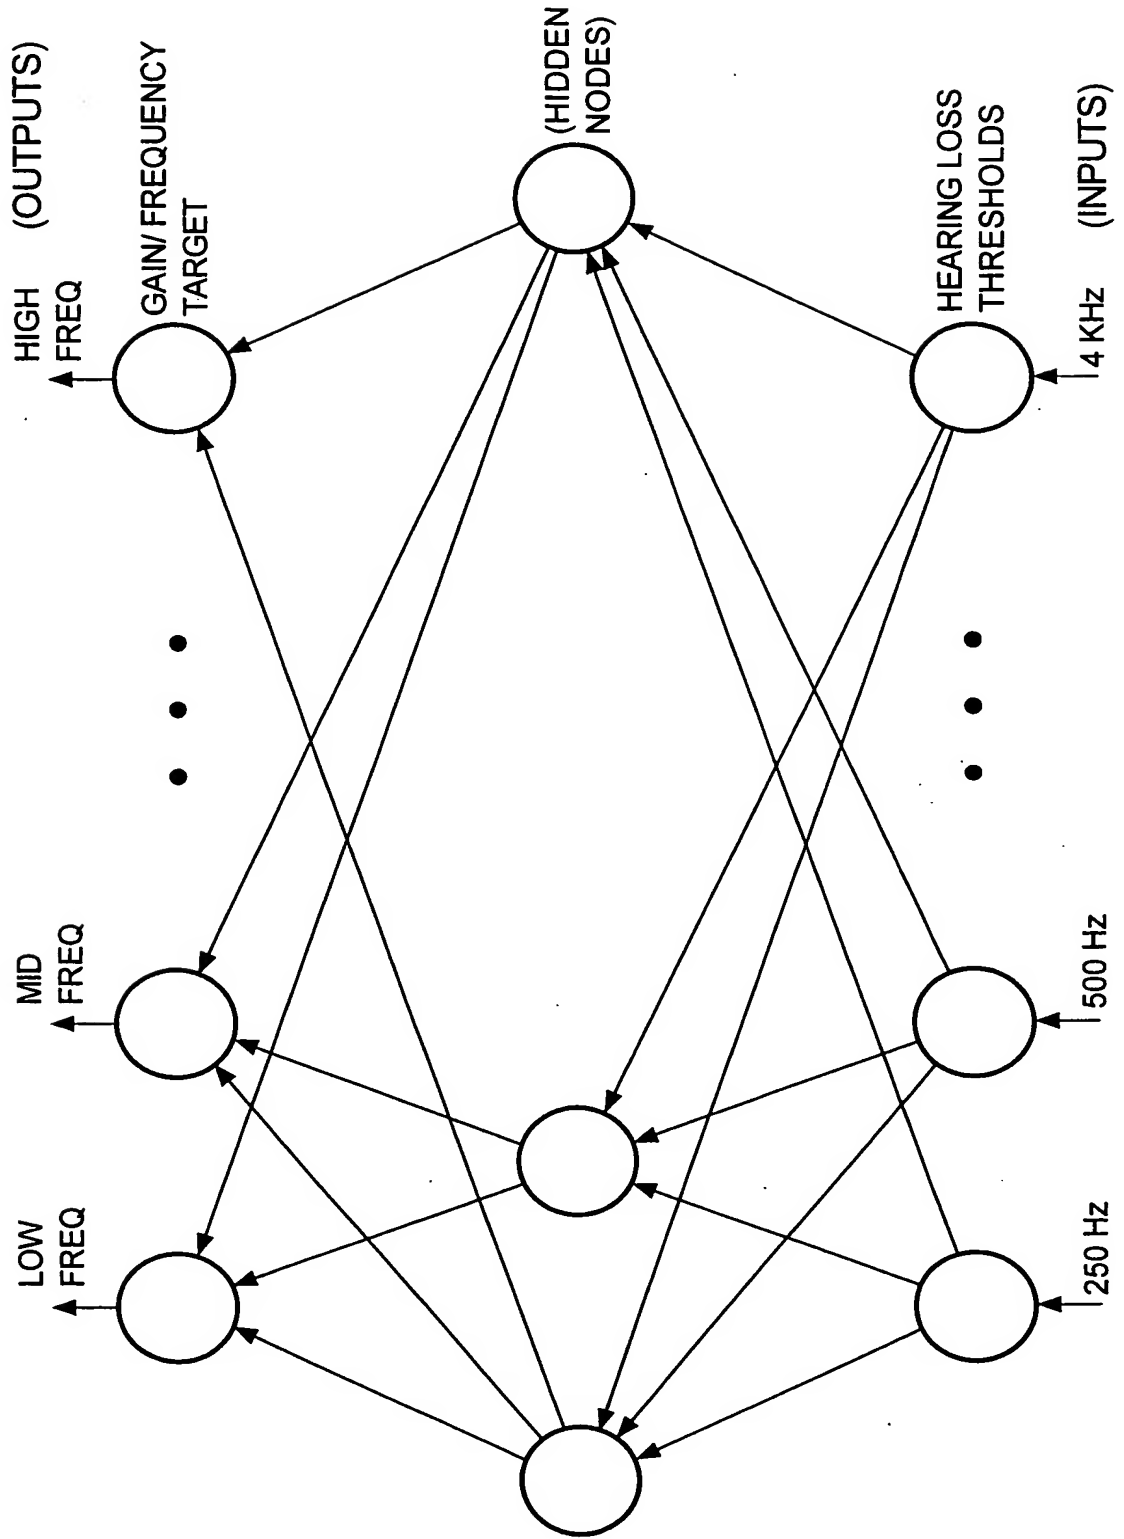 LOW
FREQ
MID
FREQ
HIGH
FREQ
(OUTPUTS)
GAIN/ FREQUENCY
TARGET
(HIDDEN
NODES)
HEARING LOSS
THRESHOLDS
250 Hz
500 Hz
4 KHz
(INPUTS)